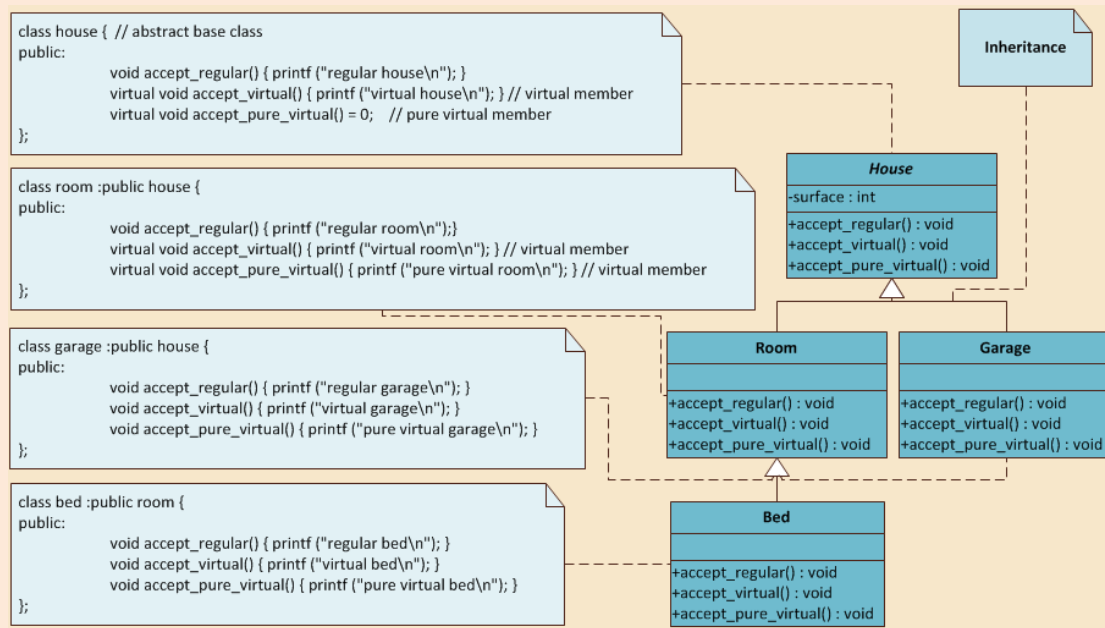 class house {  // abstract base class
public:
void accept_regular() { printf ("regular house\n"); }
virtual void accept_virtual() { printf ("virtual house\n"); } // virtual member
virtual void accept_pure_virtual() = 0;    // pure virtual member
};
Inheritance
House
-surface : int
+accept_regular() : void
+accept_virtual() : void
+accept_pure_virtual() : void
class room :public house {
public:
void accept_regular() { printf ("regular room\n");}
virtual void accept_virtual() { printf ("virtual room\n"); } // virtual member
virtual void accept_pure_virtual() { printf ("pure virtual room\n"); } // virtual member
};
class garage :public house {
public:
void accept_regular() { printf ("regular garage\n"); }
void accept_virtual() { printf ("virtual garage\n"); }
void accept_pure_virtual() { printf ("pure virtual garage\n"); }
};
Room
+accept_regular() : void
+accept_virtual() : void
+accept_pure_virtual() : void
Garage
+accept_regular() : void
+accept_virtual() : void
+accept_pure_virtual() : void
class bed :public room {
public:
void accept_regular() { printf ("regular bed\n"); }
void accept_virtual() { printf ("virtual bed\n"); }
void accept_pure_virtual() { printf ("pure virtual bed\n"); }
};
Bed
+accept_regular() : void
+accept_virtual() : void
+accept_pure_virtual() : void